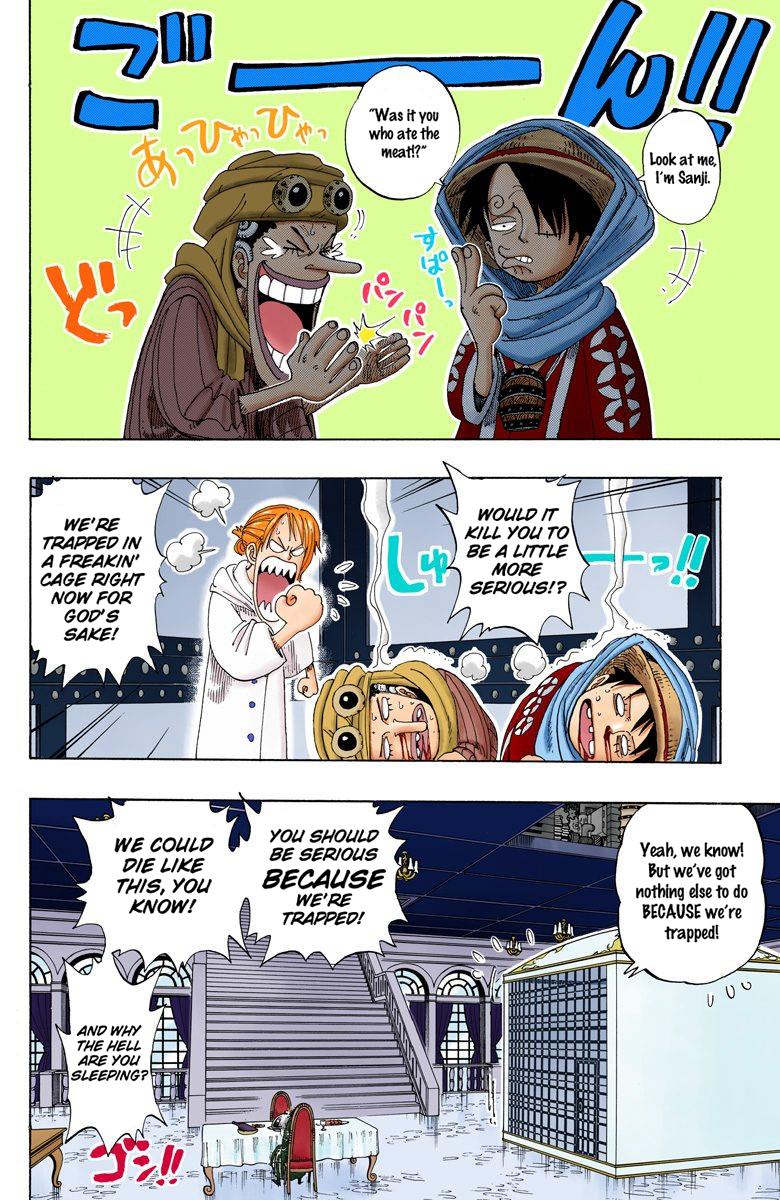 ごーん!!
Look at me,
I'm Sanji.
"Was it you
who ate the
meat!?"
あっひゃっひゃっ
すぱーっ
パン
パン
どっ
WOULD IT
KILL YOU TO
BE A LITTLE
MORE
SERIOUS!?
しゅーっ!!
WE'RE
TRAPPED IN
A FREAKIN'
CAGE RIGHT
NOW FOR
GOD'S
SAKE!
Yeah, we know!
But we've got
nothing else to do
BECAUSE we're
trapped!
YOU SHOULD
BE SERIOUS
BECAUSE
WE'RE
TRAPPED!
WE COULD
DIE LIKE
THIS, YOU
KNOW!
AND WHY
THE HELL
ARE YOU
SLEEPING?
ゴン!!